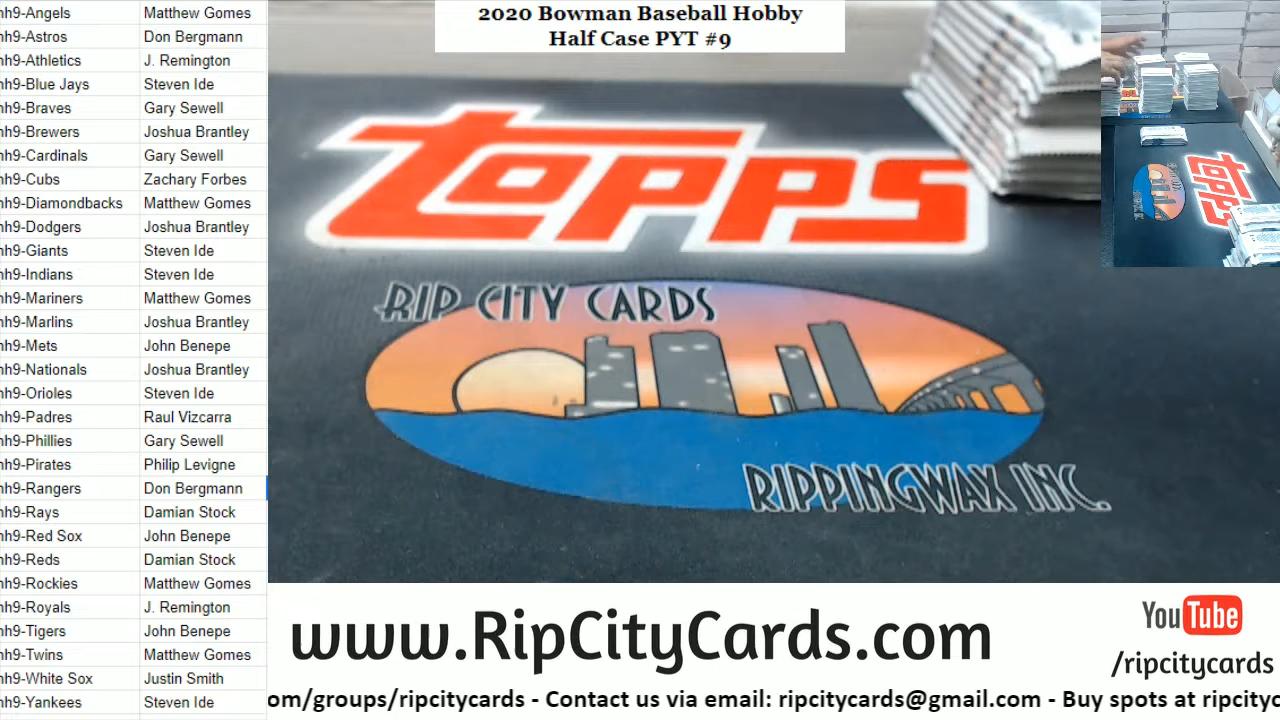 nh9-Angels Matthew Gomes
nh9-Astros Don Bergmann
nh9-Athletics J. Remington
nh9-Blue Jays Steven Ide
nh9-Braves Gary Sewell
nh9-Brewers Joshua Brantley
nh9-Cardinals Gary Sewell
nh9-Cubs Zachary Forbes
nh9-Diamondbacks Matthew Gomes
nh9-Dodgers Joshua Brantley
nh9-Giants Steven Ide
nh9-Indians Steven Ide
nh9-Mariners Matthew Gomes
nh9-Marlins Joshua Brantley
nh9-Mets John Benepe
nh9-Nationals Joshua Brantley
nh9-Orioles Steven Ide
nh9-Padres Raul Vizcarra
nh9-Phillies Gary Sewell
nh9-Pirates Philip Levigne
nh9-Rangers Don Bergmann
nh9-Rays Damian Stock
nh9-Red Sox John Benepe
nh9-Reds Damian Stock
nh9-Rockies Matthew Gomes
nh9-Royals J. Remington
nh9-Tigers John Benepe
nh9-Twins Matthew Gomes
nh9-White Sox Justin Smith
nh9-Yankees Steven Ide
2020 Bowman Baseball Hobby
Half Case PYT #9
topps
RIP CITY CARDS
RIPPINGWAX INC.
topps
www.RipCityCards.com
YouTube
/ripcitycards
om/groups/ripcitycards - Contact us via email: ripcitycards@gmail.com - Buy spots at ripcityc